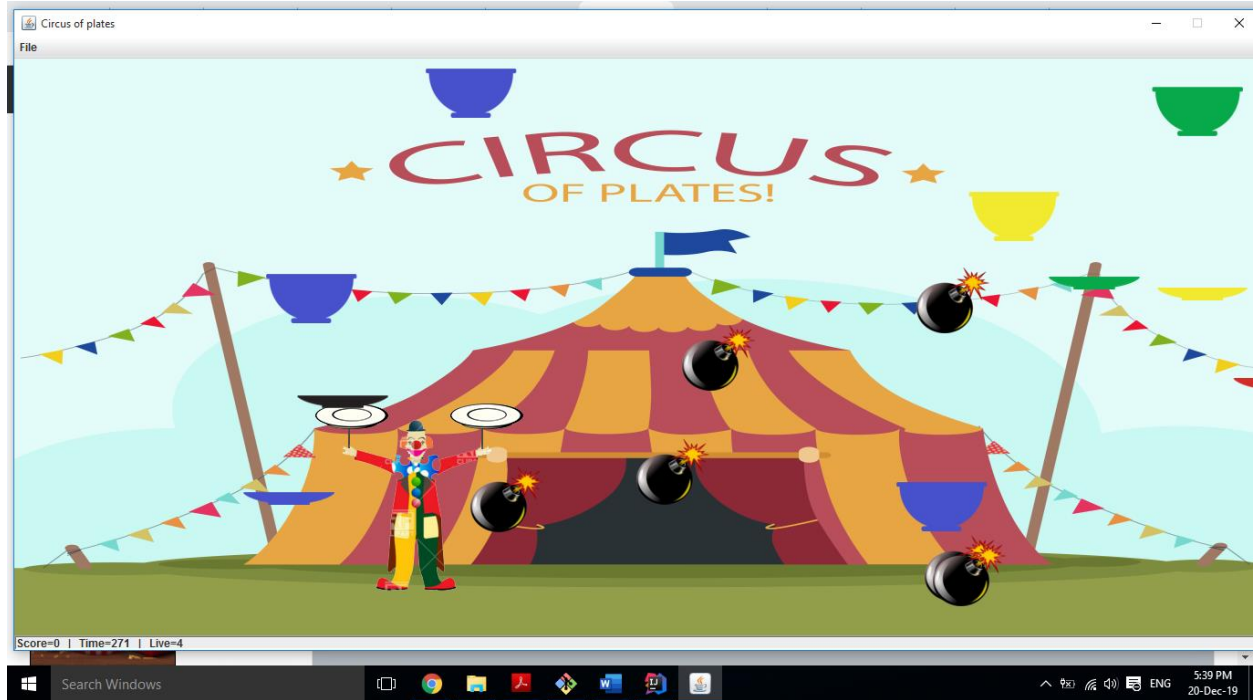 Circus of plates
File
CIRCUS
OF PLATES!
Score=0 | Time=271 | Live=4
Search Windows
ENG
5:39 PM
20-Dec-19